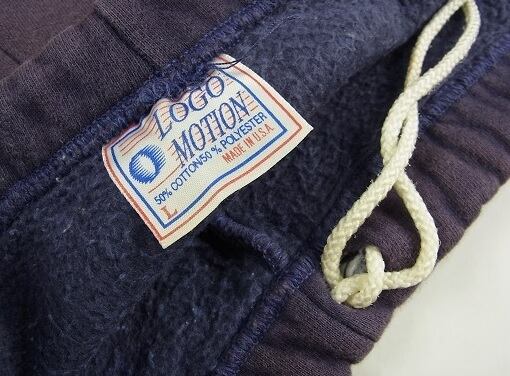 LOGO
MOTION
50% COTTON/50% POLYESTER
L MADE IN U.S.A.